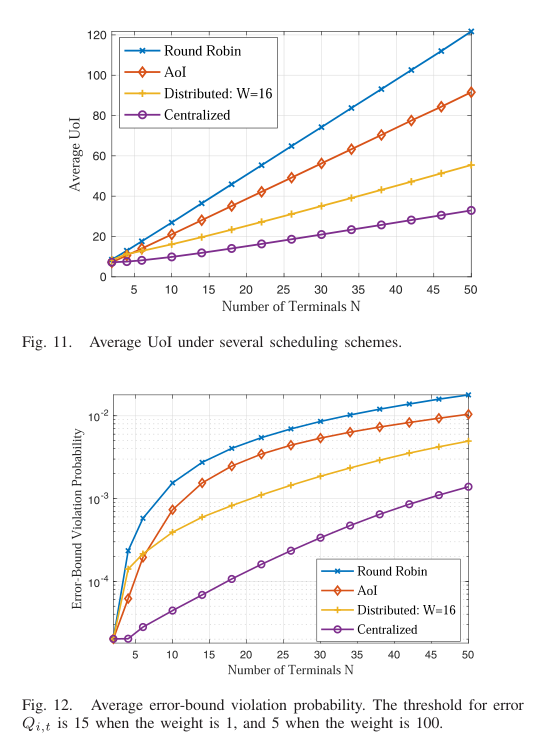 120
100
80
60
40
20
0
Average UoI
Round Robin
AoI
Distributed: W=16
Centralized
5 10 15 20 25 30 35 40 45 50
Number of Terminals N
Fig. 11. Average UoI under several scheduling schemes.
10-2
10-3
10-4
Error-Bound Violation Probability
Round Robin
AoI
Distributed: W=16
Centralized
5 10 15 20 25 30 35 40 45 50
Number of Terminals N
Fig. 12. Average error-bound violation probability. The threshold for error
Qi,t is 15 when the weight is 1, and 5 when the weight is 100.